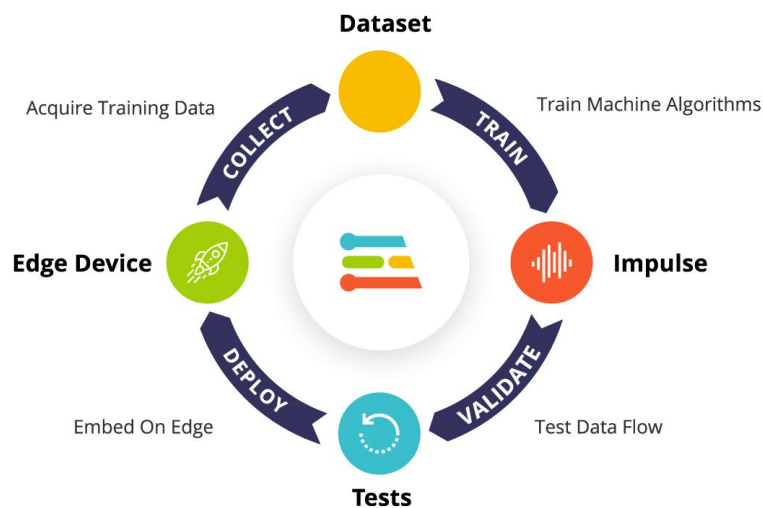 Dataset
Acquire Training Data
COLLECT
TRAIN
Train Machine Algorithms
Edge Device
Impulse
DEPLOY
VALIDATE
Embed On Edge
Test Data Flow
Tests